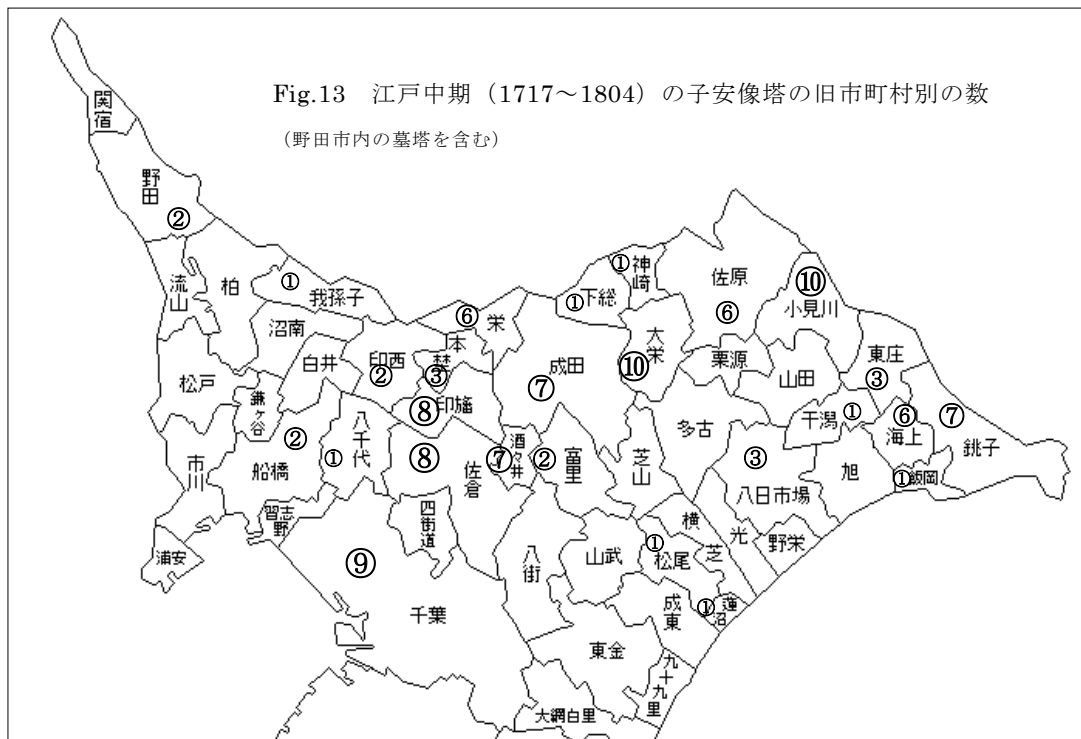 Fig.13 江戸中期（1717～1804）の子安像塔の旧市町村別の数
（野田市内の墓塔を含む）
関宿
野田
②
流山
柏
①
我孫子
沼南
松戸
白井
鎌ヶ谷
市川
船橋
②
習志野
浦安
印西
②
⑥
栄
本埜
③
⑧
印旛
八千代
①
⑧
佐倉
四街道
⑨
千葉
成田
⑦
酒々井
⑦
②
富里
八街
①
下総
①
神崎
大栄
⑩
佐原
⑥
⑩
小見川
栗源
山田
東庄
③
干潟
①
⑥
海上
⑦
銚子
①
飯岡
旭
③
八日市場
多古
芝山
光
野栄
横芝
①
松尾
山武
成東
①
蓮沼
東金
九十九里
大網白里